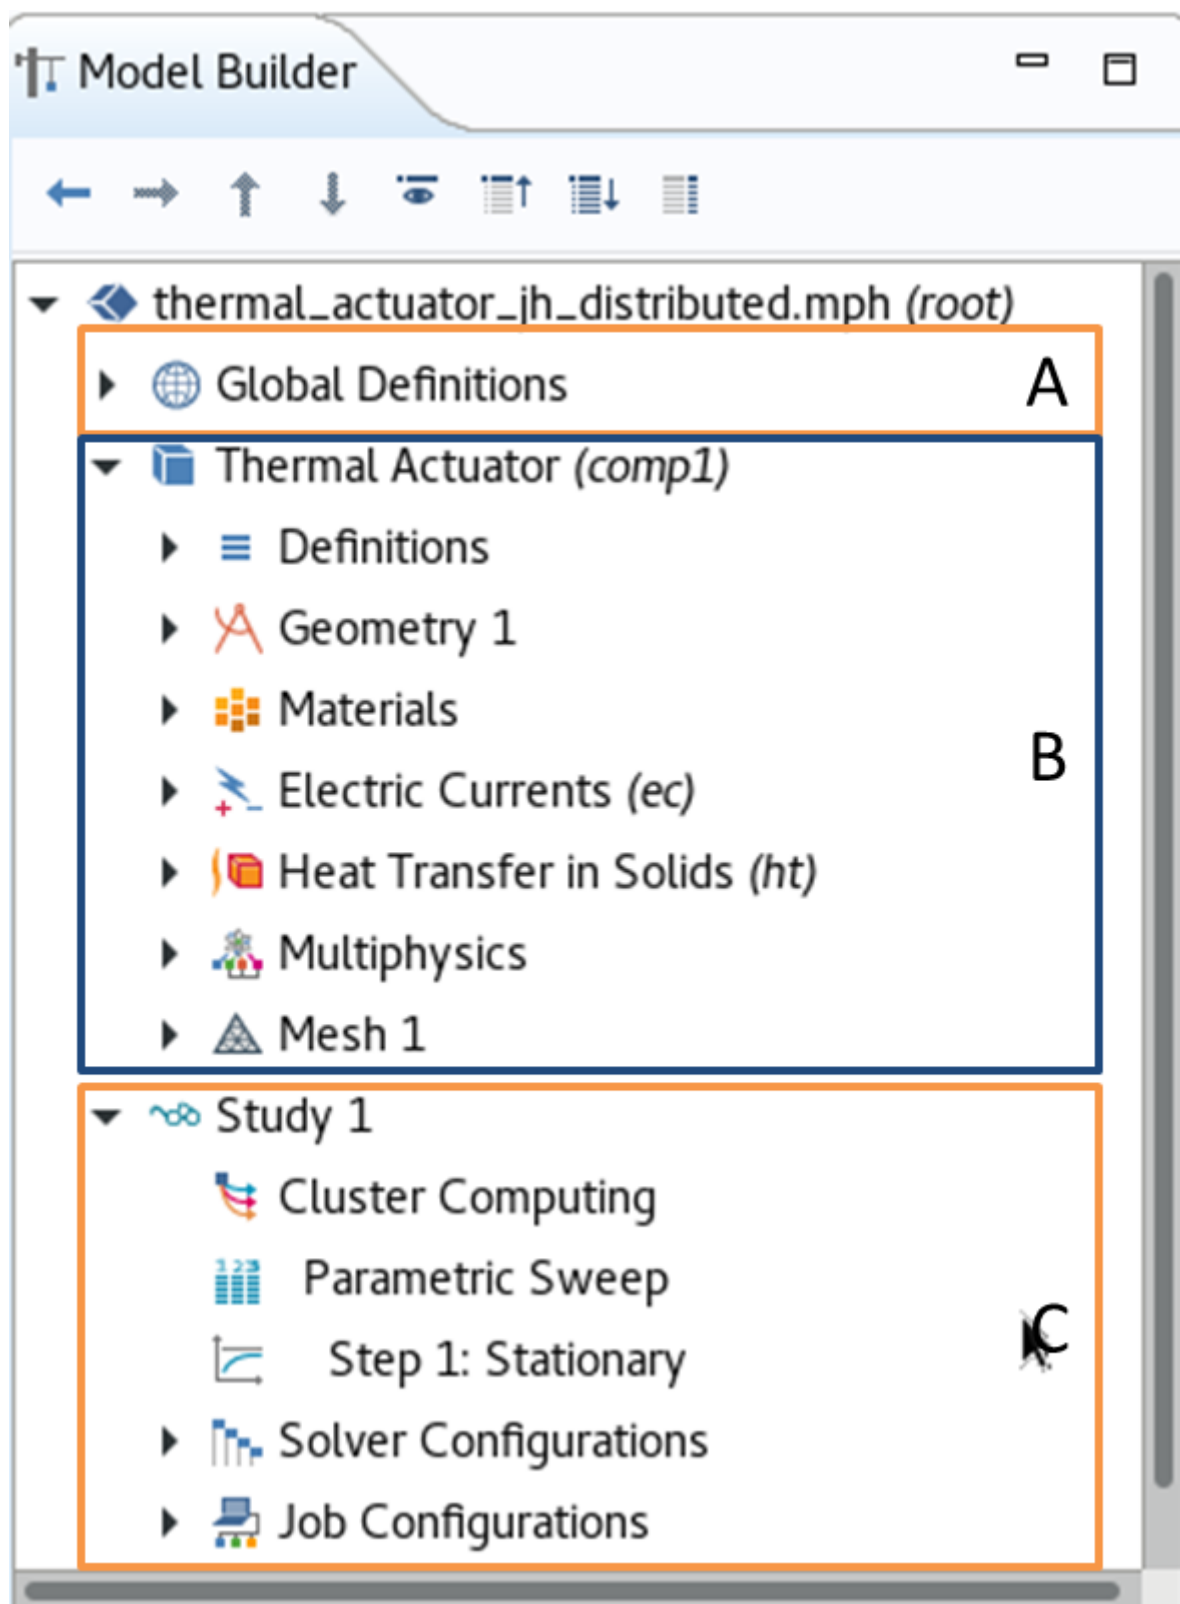 Model Builder
thermal_actuator_jh_distributed.mph (root)
Global Definitions
A
Thermal Actuator (comp1)
Definitions
Geometry 1
Materials
B
Electric Currents (ec)
Heat Transfer in Solids (ht)
Multiphysics
Mesh 1
Study 1
Cluster Computing
123
Parametric Sweep
C
Step 1: Stationary
Solver Configurations
Job Configurations